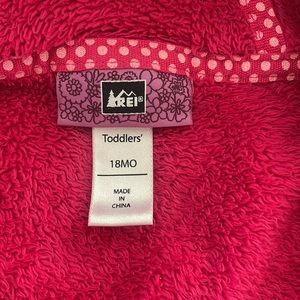 REI®
Toddlers'
18MO
MADE
IN
CHINA